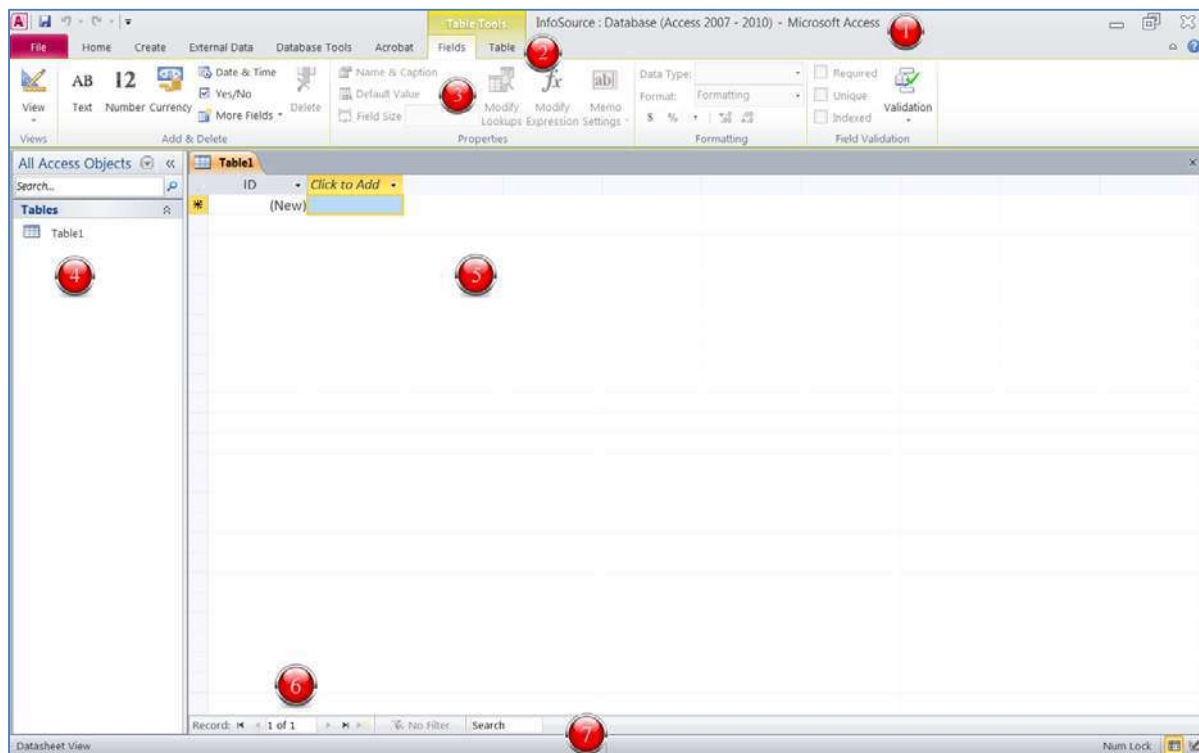 Table Tools InfoSource : Database (Access 2007 - 2010) - Microsoft Access 1
File Home Create External Data Database Tools Acrobat Fields Table 2
View
AB Text
12 Number
Currency
Date & Time
Yes/No
More Fields
Delete
Name & Caption
Default Value
Field Size
3
Modify Lookups
fx Modify Expression
ab| Memo Settings
Data Type:
Format: Formatting
$ % ,
Required
Unique
Indexed
Validation
Views Add & Delete Properties Formatting Field Validation
All Access Objects «
Search...
Tables
Table1
4
Table1
ID Click to Add
(New)
5
6
Record: 1 of 1 No Filter Search
7
Datasheet View Num Lock